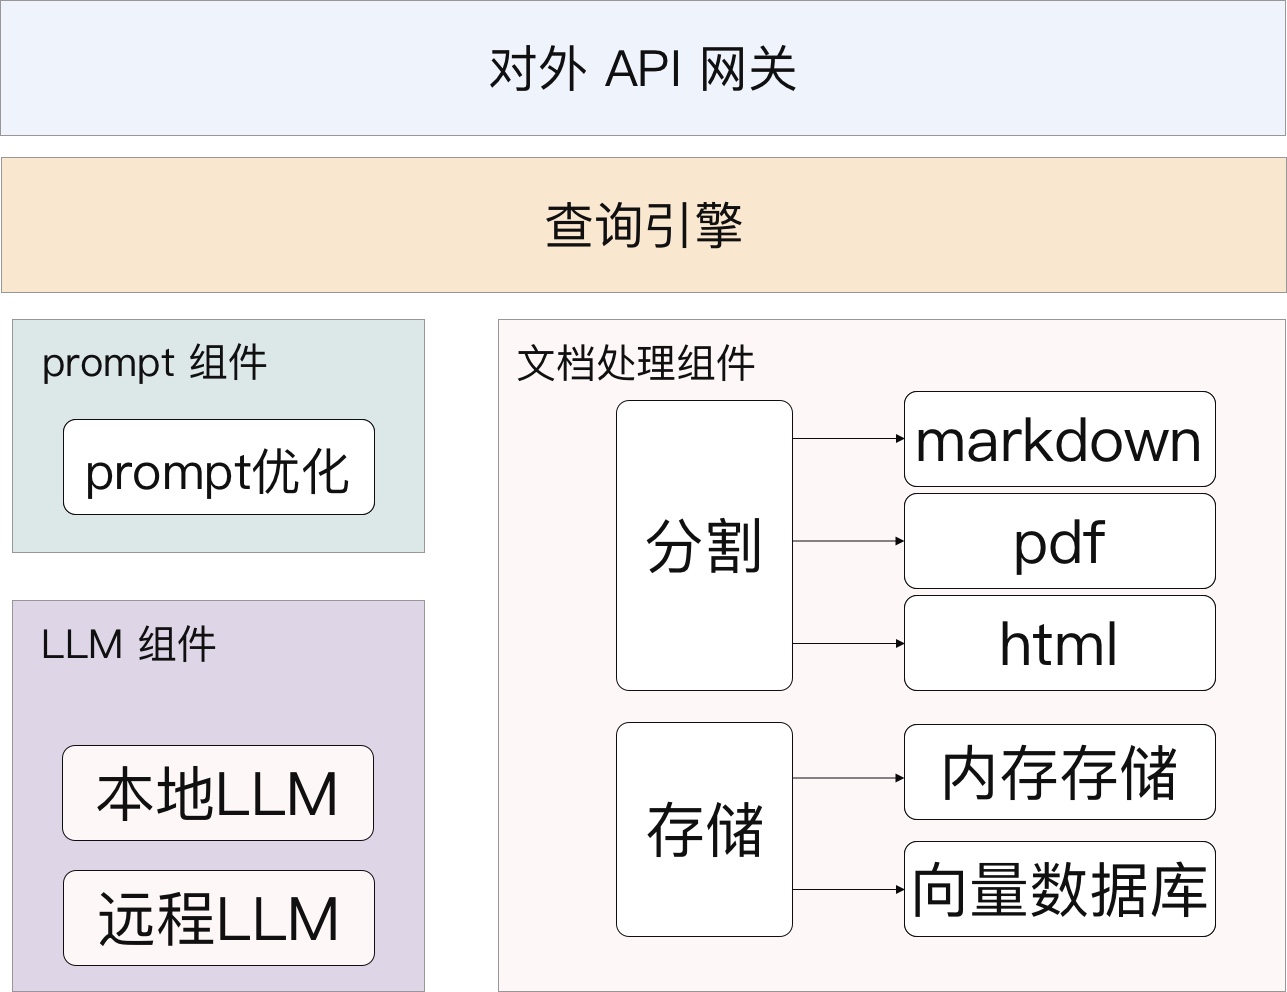 对外 API 网关
查询引擎
prompt 组件
prompt优化
LLM 组件
本地LLM
远程LLM
文档处理组件
分割
markdown
pdf
html
存储
内存存储
向量数据库